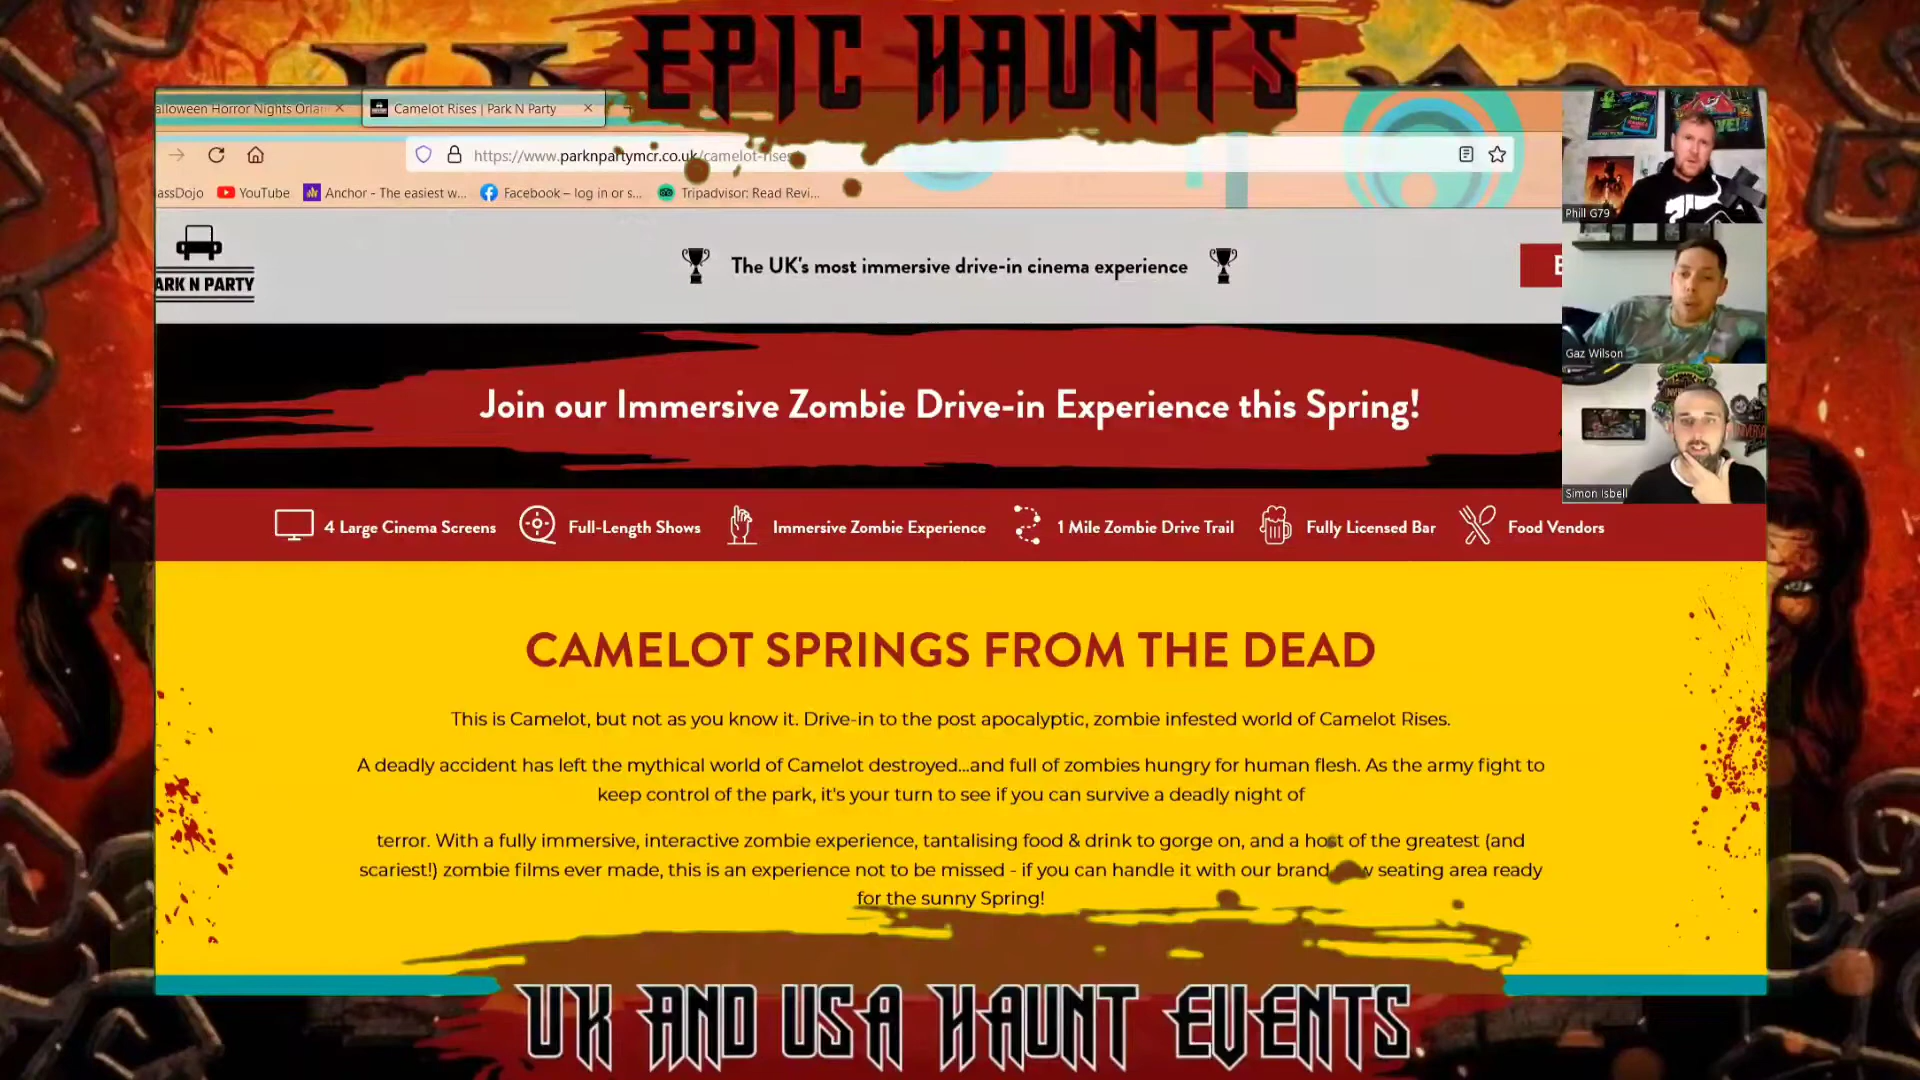 EPIC HAUNTS
alloween Horror Nights Orla
Camelot Rises | Park N Party
https://www.parknpartymcr.co.uk/camelot-rises
assDojo
YouTube
Anchor - The easiest w...
Facebook – log in or s...
Tripadvisor: Read Revi...
ARK N PARTY
The UK's most immersive drive-in cinema experience
Phill G79
Gaz Wilson
Simon Isbell
Join our Immersive Zombie Drive-in Experience this Spring!
4 Large Cinema Screens
Full-Length Shows
Immersive Zombie Experience
1 Mile Zombie Drive Trail
Fully Licensed Bar
Food Vendors
CAMELOT SPRINGS FROM THE DEAD
This is Camelot, but not as you know it. Drive-in to the post apocalyptic, zombie infested world of Camelot Rises.
A deadly accident has left the mythical world of Camelot destroyed...and full of zombies hungry for human flesh. As the army fight to
keep control of the park, it's your turn to see if you can survive a deadly night of
terror. With a fully immersive, interactive zombie experience, tantalising food & drink to gorge on, and a host of the greatest (and
scariest!) zombie films ever made, this is an experience not to be missed - if you can handle it with our brand seating area ready
for the sunny Spring!
UK AND USA HAUNT EVENTS